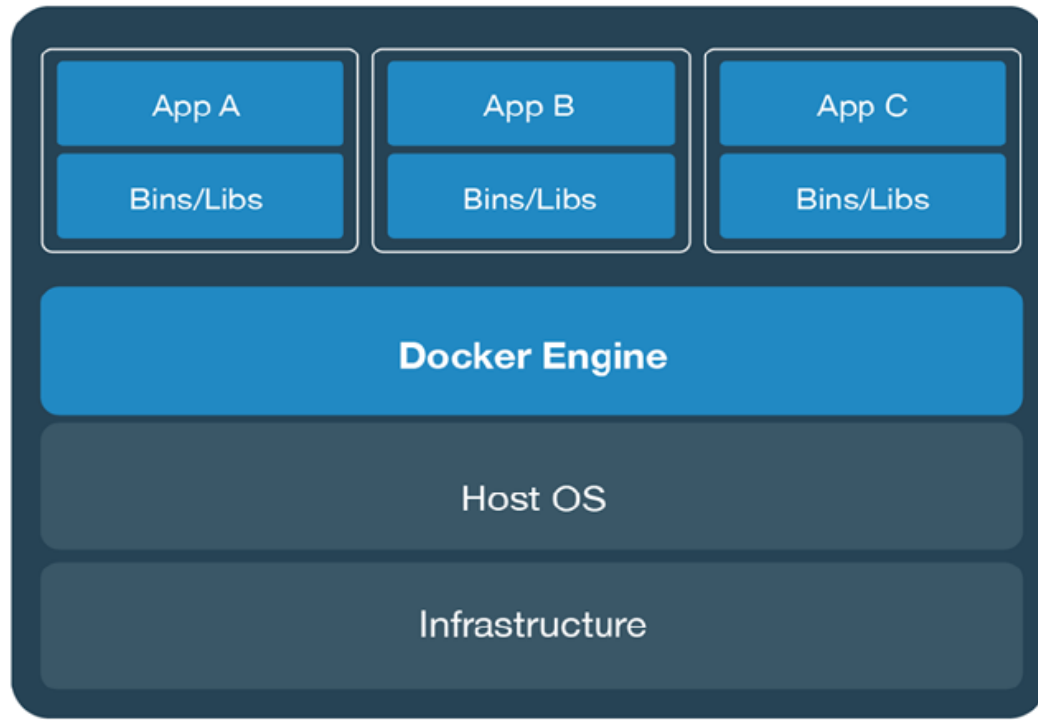 App A
App B
App C
Bins/Libs
Bins/Libs
Bins/Libs
Docker Engine
Host OS
Infrastructure